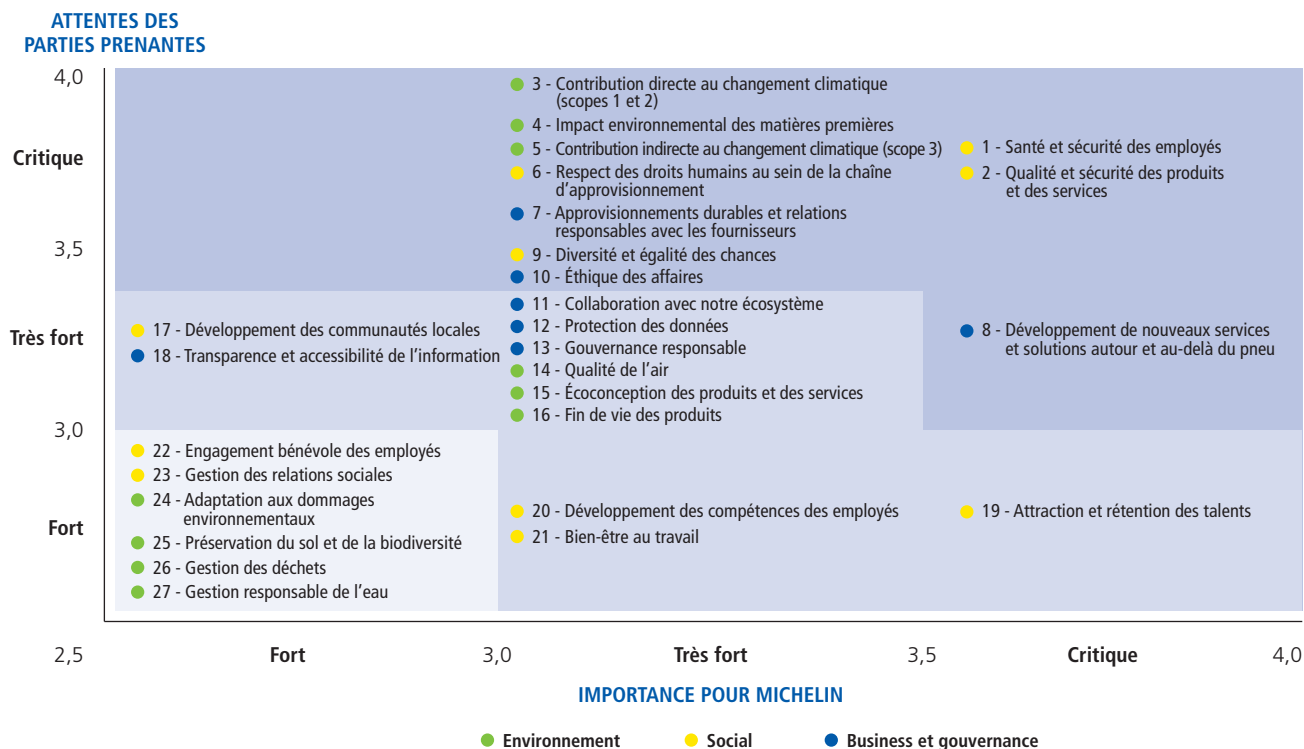 ATTENTES DES
PARTIES PRENANTES
4,0
3 - Contribution directe au changement climatique
(scopes 1 et 2)
4 - Impact environnemental des matières premières
Critique
5 - Contribution indirecte au changement climatique (scope 3)
1 - Santé et sécurité des employés
6 - Respect des droits humains au sein de la chaîne
d'approvisionnement
2 - Qualité et sécurité des produits
et des services
7 - Approvisionnements durables et relations
responsables avec les fournisseurs
3,5
9 - Diversité et égalité des chances
10 - Éthique des affaires
11 - Collaboration avec notre écosystème
Très fort
17 - Développement des communautés locales
18 - Transparence et accessibilité de l'information
12 - Protection des données
13 - Gouvernance responsable
14 - Qualité de l'air
15 - Écoconception des produits et des services
16 - Fin de vie des produits
8 - Développement de nouveaux services
et solutions autour et au-delà du pneu
3,0
22 - Engagement bénévole des employés
23 - Gestion des relations sociales
24 - Adaptation aux dommages
environnementaux
25 - Préservation du sol et de la biodiversité
26 - Gestion des déchets
27 - Gestion responsable de l'eau
Fort
20 - Développement des compétences des employés
21 - Bien-être au travail
19 - Attraction et rétention des talents
2,5
Fort
3,0
Très fort
3,5
Critique
4,0
IMPORTANCE POUR MICHELIN
Environnement
Social
Business et gouvernance